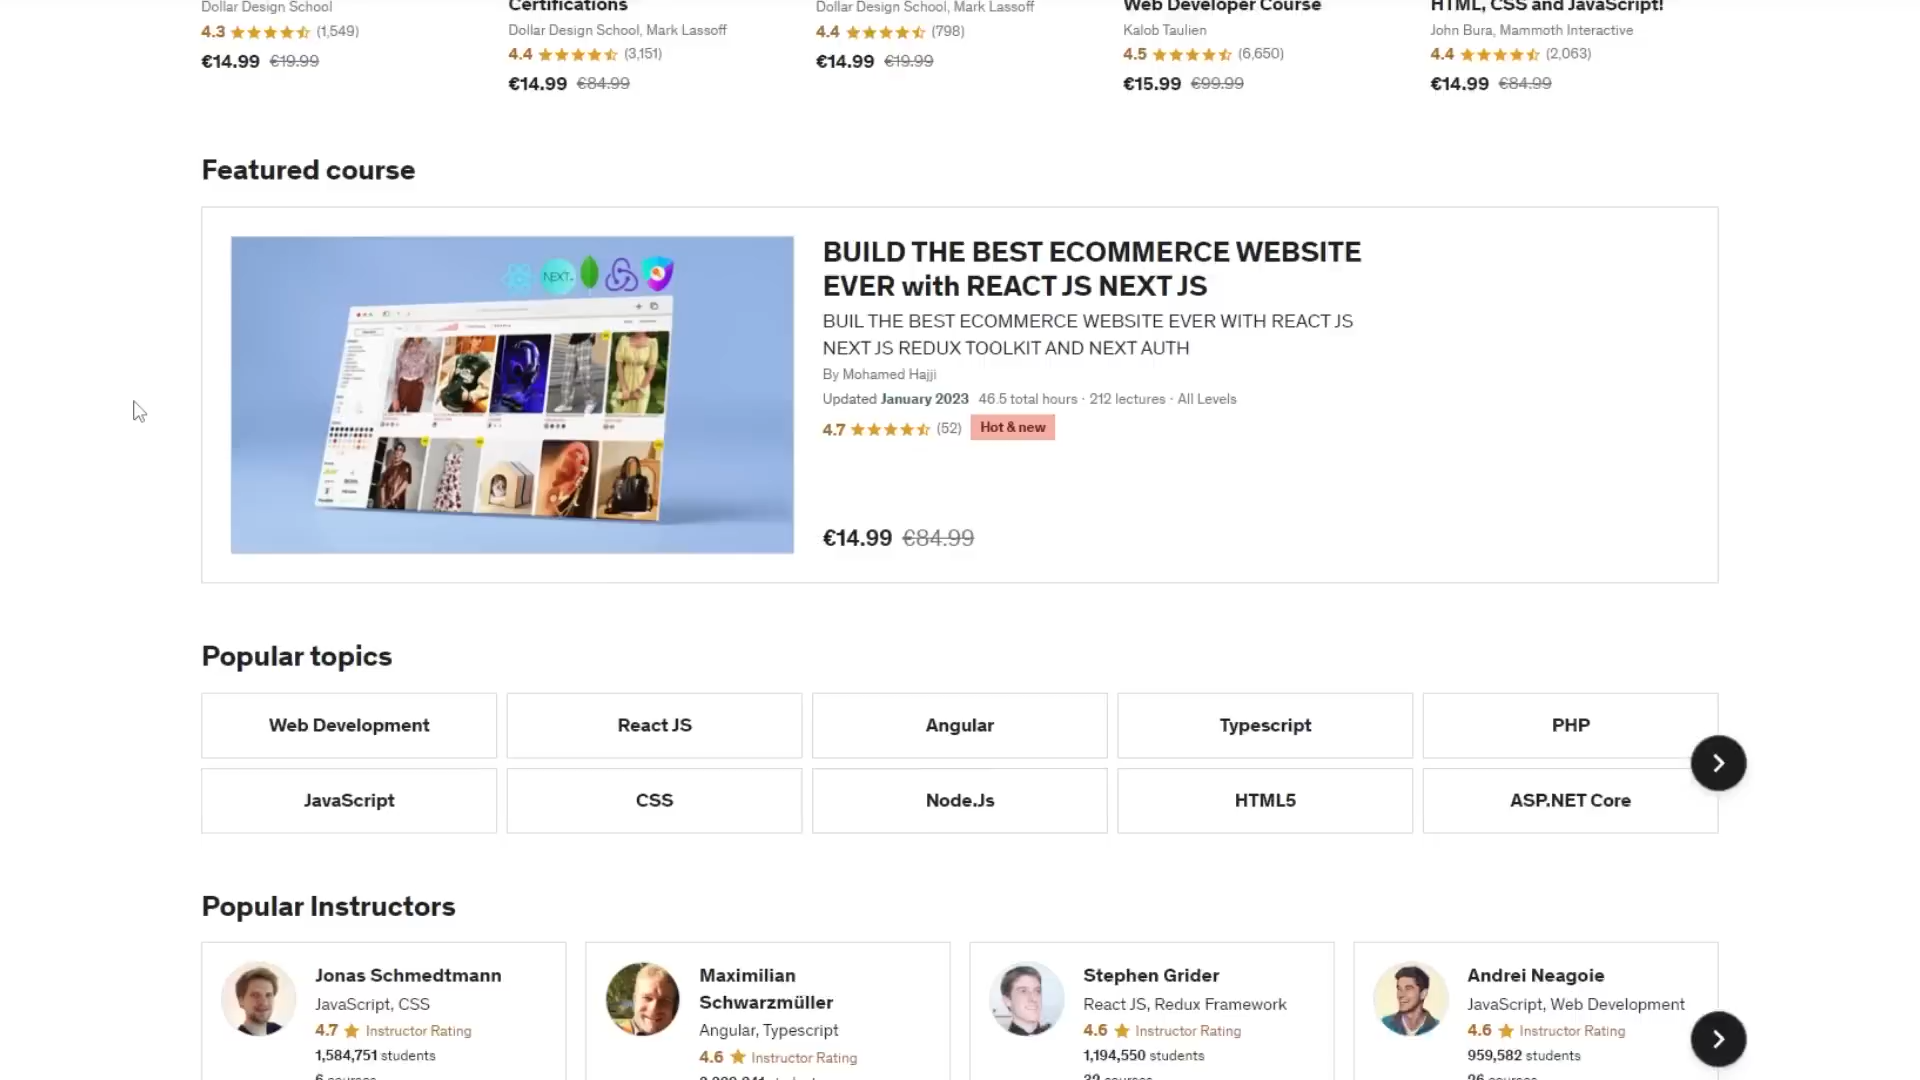 Dollar Design School
4.3 (1,549)
€14.99 €19.99
Certifications
Dollar Design School, Mark Lassoff
4.4 (3,151)
€14.99 €84.99
Dollar Design School, Mark Lassoff
4.4 (798)
€14.99 €19.99
Web Developer Course
Kalob Taulien
4.5 (6,650)
€15.99 €99.99
HTML, CSS and JavaScript!
John Bura, Mammoth Interactive
4.4 (2,063)
€14.99 €84.99
Featured course
NEXT
BUILD THE BEST ECOMMERCE WEBSITE
EVER with REACT JS NEXT JS
BUIL THE BEST ECOMMERCE WEBSITE EVER WITH REACT JS
NEXT JS REDUX TOOLKIT AND NEXT AUTH
By Mohamed Hajji
Updated January 2023 46.5 total hours · 212 lectures · All Levels
4.7 (52) Hot & new
€14.99 €84.99
Popular topics
Web Development
React JS
Angular
Typescript
PHP
JavaScript
CSS
Node.Js
HTML5
ASP.NET Core
Popular Instructors
Jonas Schmedtmann
JavaScript, CSS
4.7 Instructor Rating
1,584,751 students
Maximilian
Schwarzmüller
Angular, Typescript
4.6 Instructor Rating
Stephen Grider
React JS, Redux Framework
4.6 Instructor Rating
1,194,550 students
Andrei Neagoie
JavaScript, Web Development
4.6 Instructor Rating
959,582 students